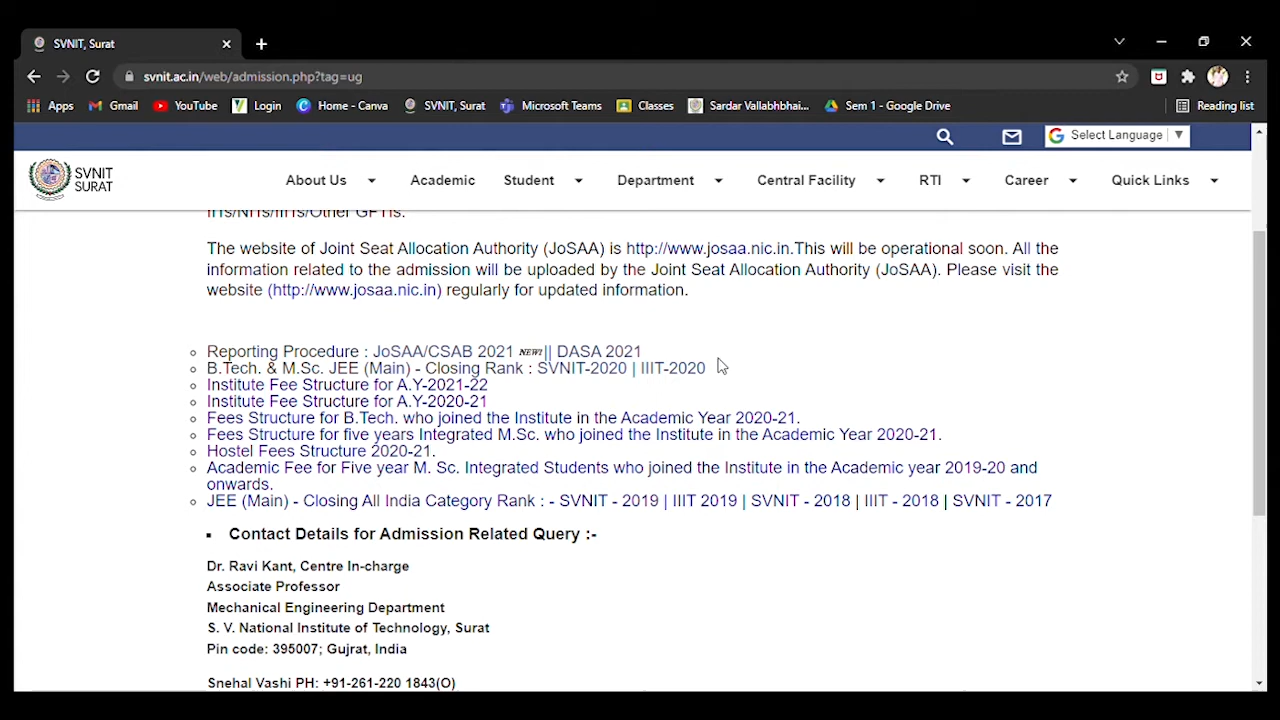 SVNIT, Surat
svnit.ac.in/web/admission.php?tag=ug
Apps Gmail YouTube Login Home - Canva SVNIT, Surat Microsoft Teams Classes Sardar Vallabhbhai... Sem 1 - Google Drive Reading list
Select Language
SVNIT
SURAT
About Us Academic Student Department Central Facility RTI Career Quick Links
IITs/NITs/IIITs/Other GFTIs.
The website of Joint Seat Allocation Authority (JoSAA) is http://www.josaa.nic.in.This will be operational soon. All the
information related to the admission will be uploaded by the Joint Seat Allocation Authority (JoSAA). Please visit the
website (http://www.josaa.nic.in) regularly for updated information.
Reporting Procedure : JoSAA/CSAB 2021 NEW!|| DASA 2021
B.Tech. & M.Sc. JEE (Main) - Closing Rank : SVNIT-2020 | IIIT-2020
Institute Fee Structure for A.Y-2021-22
Institute Fee Structure for A.Y-2020-21
Fees Structure for B.Tech. who joined the Institute in the Academic Year 2020-21.
Fees Structure for five years Integrated M.Sc. who joined the Institute in the Academic Year 2020-21.
Hostel Fees Structure 2020-21.
Academic Fee for Five year M. Sc. Integrated Students who joined the Institute in the Academic year 2019-20 and
onwards.
JEE (Main) - Closing All India Category Rank : - SVNIT - 2019 | IIIT 2019 | SVNIT - 2018 | IIIT - 2018 | SVNIT - 2017
Contact Details for Admission Related Query :-
Dr. Ravi Kant, Centre In-charge
Associate Professor
Mechanical Engineering Department
S. V. National Institute of Technology, Surat
Pin code: 395007; Gujrat, India
Snehal Vashi PH: +91-261-220 1843(O)